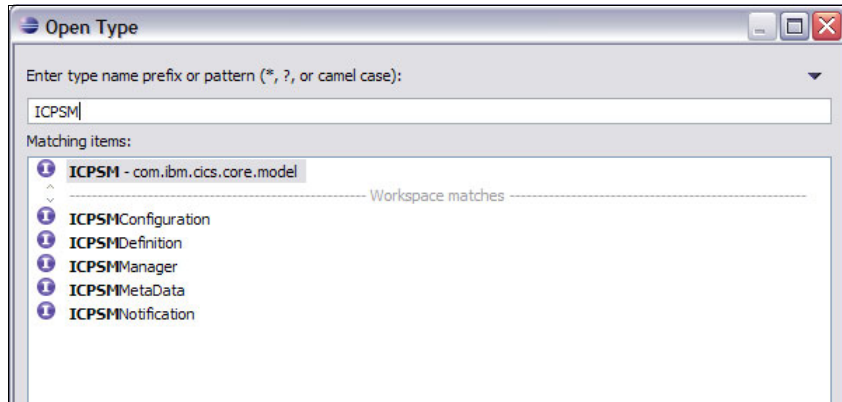 Open Type
Enter type name prefix or pattern (*, ?, or camel case):
ICPSM
Matching items:
ICPSM - com.ibm.cics.core.model
Workspace matches
ICPSMConfiguration
ICPSMDefinition
ICPSMManager
ICPSMMetaData
ICPSMNotification